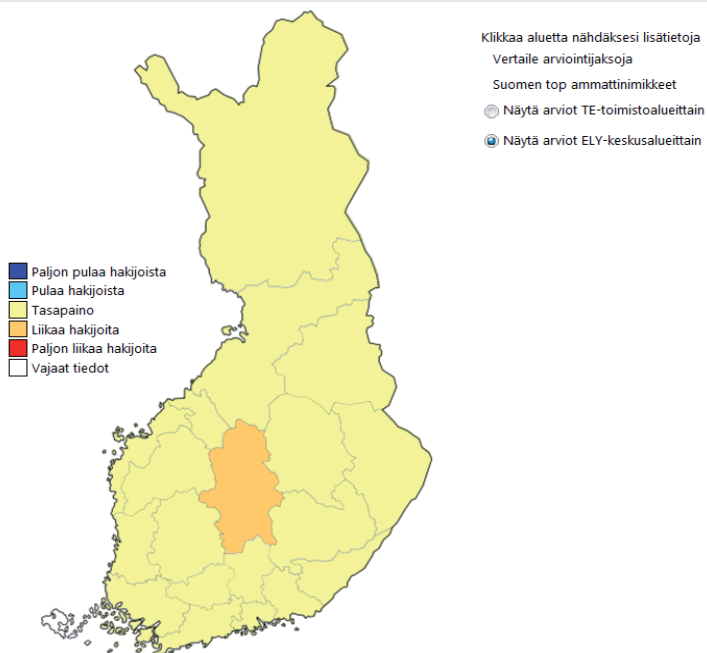 Klikkaa aluetta nähdäksesi lisätietoja
Vertaile arviointijaksoja
Suomen top ammattinimikkeet
Näytä arviot TE-toimistoalueittain
Näytä arviot ELY-keskusalueittain
Paljon pulaa hakijoista
Pulaa hakijoista
Tasapaino
Liikaa hakijoita
Paljon liikaa hakijoita
Vajaat tiedot